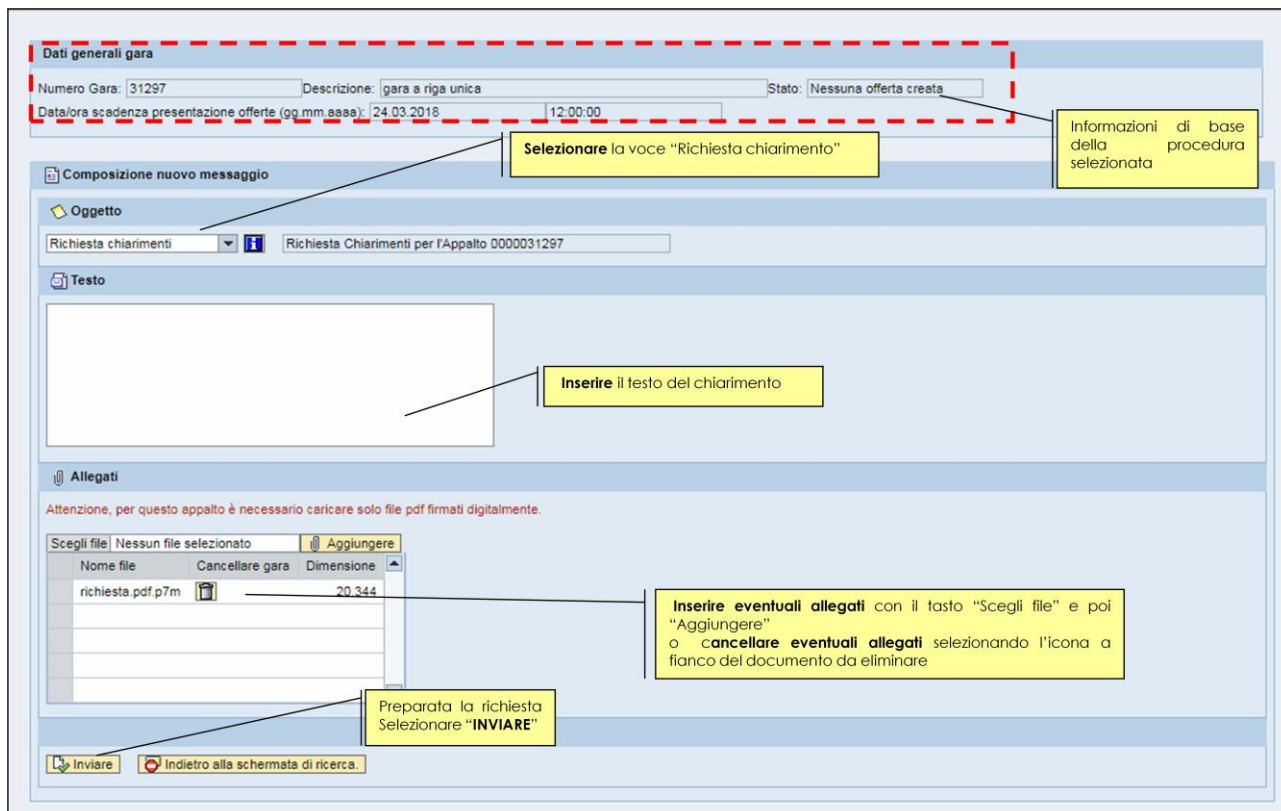 Dati generali gara
Numero Gara: 31297 Descrizione: gara a riga unica Stato: Nessuna offerta creata
Data/ora scadenza presentazione offerte (gg.mm.aaaa): 24.03.2018 12:00:00
Informazioni di base
della procedura
selezionata
Selezionare la voce “Richiesta chiarimento”
Composizione nuovo messaggio
Oggetto
Richiesta chiarimenti Richiesta Chiarimenti per l'Appalto 0000031297
Testo
Inserire il testo del chiarimento
Allegati
Attenzione, per questo appalto è necessario caricare solo file pdf firmati digitalmente.
Scegli file Nessun file selezionato Aggiungere
Nome file Cancellare gara Dimensione
richiesta.pdf.p7m 20.344
Inserire eventuali allegati con il tasto “Scegli file” e poi
“Aggiungere”
o cancellare eventuali allegati selezionando l’icona a
fianco del documento da eliminare
Preparata la richiesta
Selezionare “INVIARE”
Inviare Indietro alla schermata di ricerca.